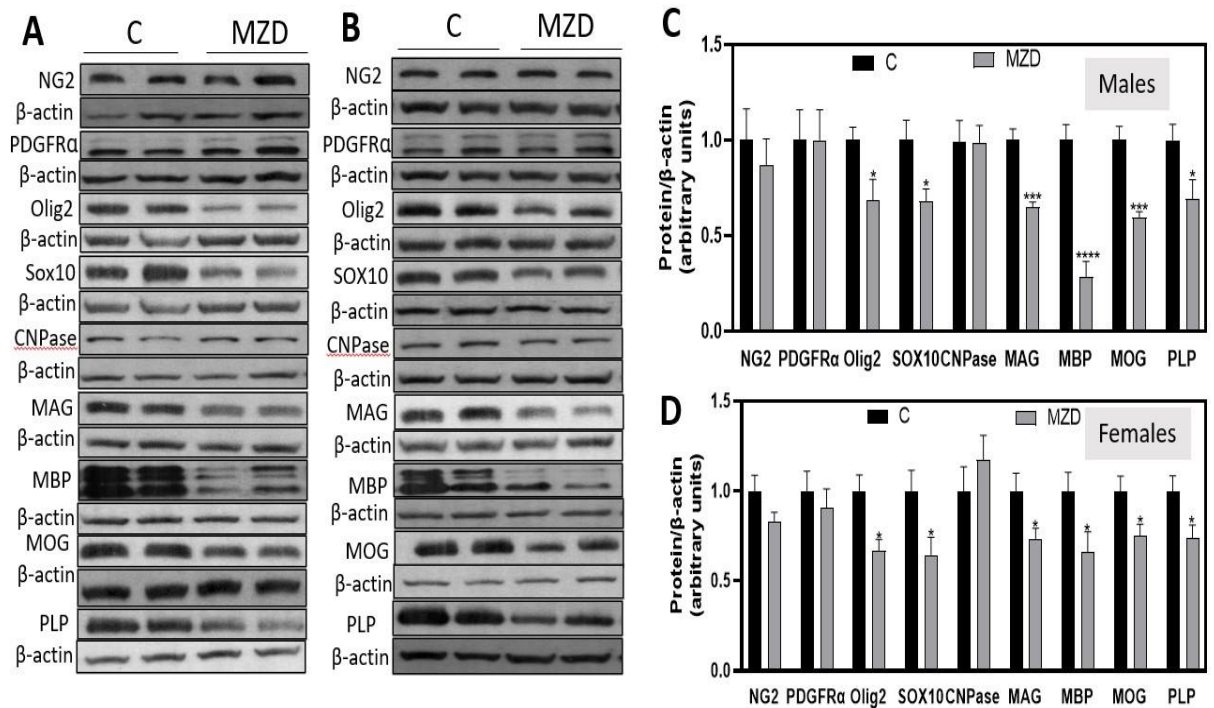 A
C MZD
NG2
β-actin
PDGFRα
β-actin
Olig2
β-actin
Sox10
β-actin
CNPase
β-actin
MAG
β-actin
MBP
β-actin
MOG
β-actin
PLP
β-actin
B
C MZD
NG2
β-actin
PDGFRα
β-actin
Olig2
β-actin
SOX10
β-actin
CNPase
β-actin
MAG
β-actin
MBP
β-actin
MOG
β-actin
PLP
β-actin
C
Protein/β-actin
(arbitrary units)
1.5
1.0
0.5
0.0
C MZD
Males
* * *** **** *** *
NG2 PDGFRα Olig2 SOX10 CNPase MAG MBP MOG PLP
D
Protein/β-actin
(arbitrary units)
1.5
1.0
0.5
0.0
C MZD
Females
* * * * * *
NG2 PDGFRα Olig2 SOX10 CNPase MAG MBP MOG PLP